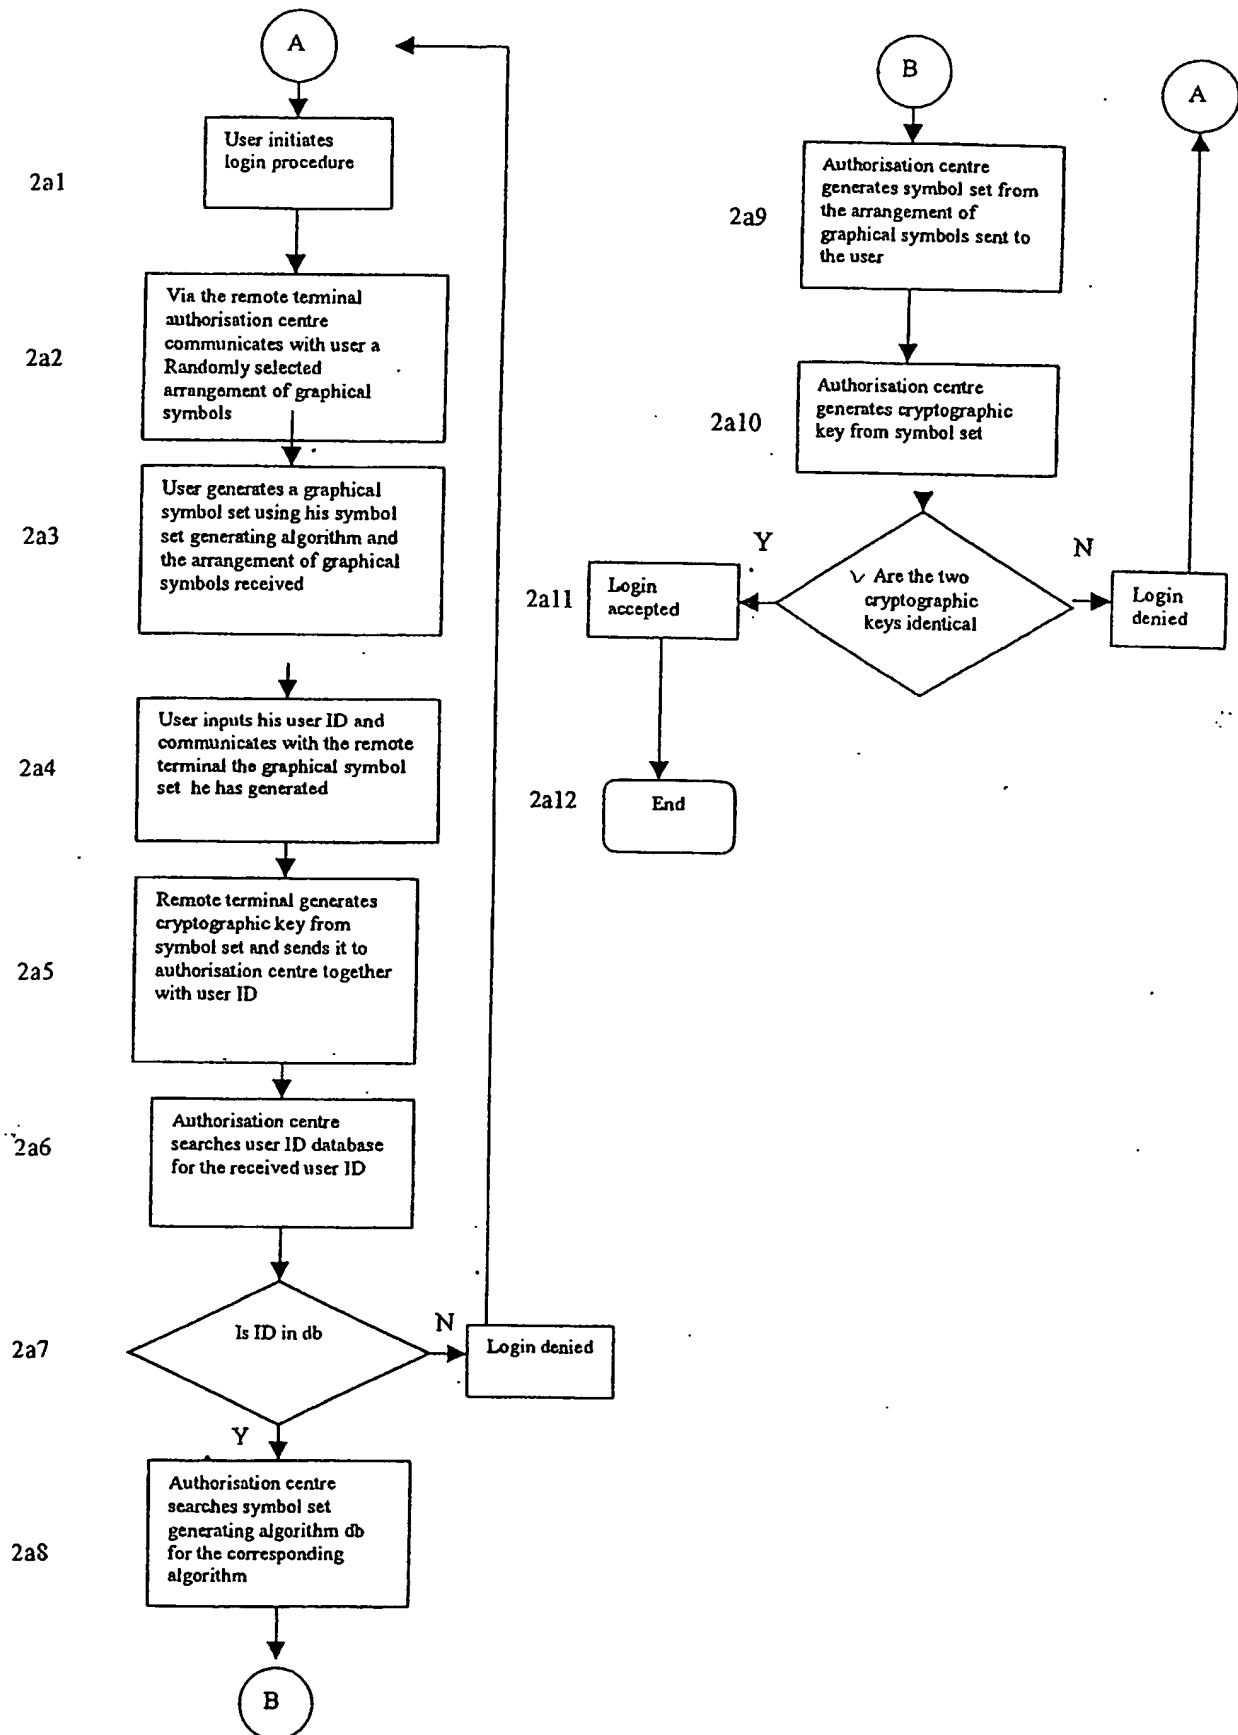 A
User initiates
login procedure
2a1
Via the remote terminal
authorisation centre
communicates with user a
Randomly selected
arrangement of graphical
symbols
2a2
User generates a graphical
symbol set using his symbol
set generating algorithm and
the arrangement of graphical
symbols received
2a3
User inputs his user ID and
communicates with the remote
terminal the graphical symbol
set he has generated
2a4
Remote terminal generates
cryptographic key from
symbol set and sends it to
authorisation centre together
with user ID
2a5
Authorisation centre
searches user ID database
for the received user ID
2a6
Is ID in db
2a7
N
Login denied
Y
Authorisation centre
searches symbol set
generating algorithm db
for the corresponding
algorithm
2a8
B
B
A
Authorisation centre
generates symbol set from
the arrangement of
graphical symbols sent to
the user
2a9
Authorisation centre
generates cryptographic
key from symbol set
2a10
Y
N
Are the two
cryptographic
keys identical
2a11
Login
accepted
Login
denied
2a12
End